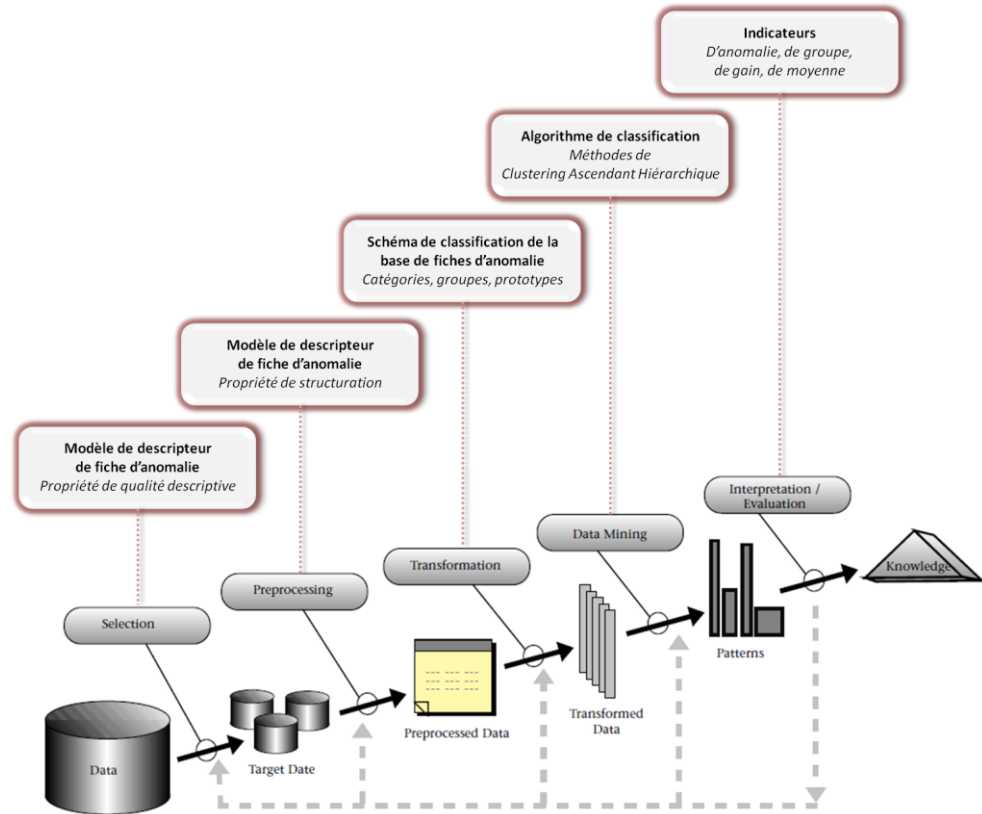 Indicateurs
D'anomalie, de groupe,
de gain, de moyenne
Algorithme de classification
Méthodes de
Clustering Ascendant Hiérarchique
Schéma de classification de la
base de fiches d'anomalie
Catégories, groupes, prototypes
Modèle de descripteur
de fiche d'anomalie
Propriété de structuration
Modèle de descripteur
de fiche d'anomalie
Propriété de qualité descriptive
Interpretation /
Evaluation
Data Mining
Transformation
Preprocessing
Selection
Knowledge
Patterns
Transformed
Data
Preprocessed Data
Target Date
Data